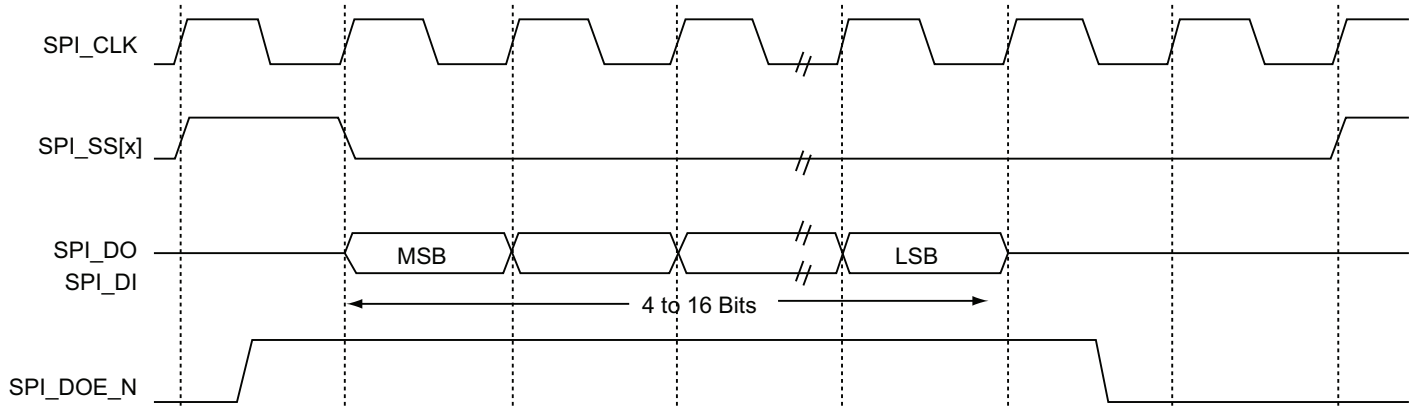 SPI_CLK
SPI_SS[x]
SPI_DO
SPI_DI
MSB
LSB
4 to 16 Bits
SPI_DOE_N